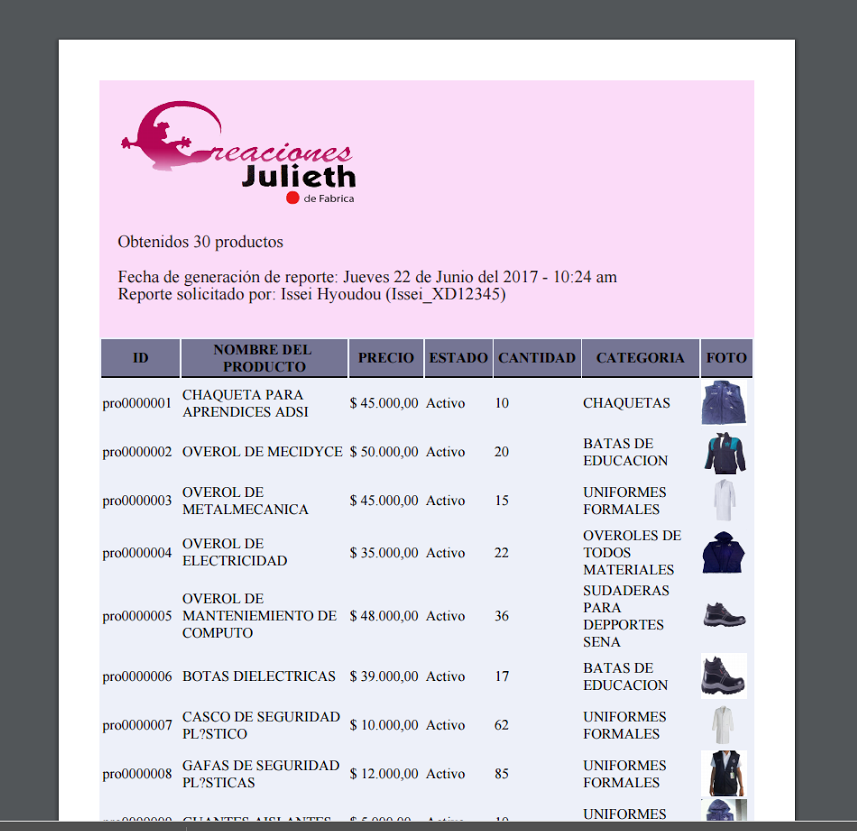 Creaciones
Julieth
de Fabrica
Obtenidos 30 productos
Fecha de generación de reporte: Jueves 22 de Junio del 2017 - 10:24 am
Reporte solicitado por: Issei Hyoudou (Issei_XD12345)
ID NOMBRE DEL PRODUCTO PRECIO ESTADO CANTIDAD CATEGORIA FOTO
pro0000001 CHAQUETA PARA APRENDICES ADSI $ 45.000,00 Activo 10 CHAQUETAS
pro0000002 OVEROL DE MECIDYCE $ 50.000,00 Activo 20 BATAS DE EDUCACION
pro0000003 OVEROL DE METALMECANICA $ 45.000,00 Activo 15 UNIFORMES FORMALES
pro0000004 OVEROL DE ELECTRICIDAD $ 35.000,00 Activo 22 OVEROLES DE TODOS MATERIALES
pro0000005 OVEROL DE MANTENIEMIENTO DE COMPUTO $ 48.000,00 Activo 36 SUDADERAS PARA DEPPORTES SENA
pro0000006 BOTAS DIELECTRICAS $ 39.000,00 Activo 17 BATAS DE EDUCACION
pro0000007 CASCO DE SEGURIDAD PL?STICO $ 10.000,00 Activo 62 UNIFORMES FORMALES
pro0000008 GAFAS DE SEGURIDAD PL?STICAS $ 12.000,00 Activo 85 UNIFORMES FORMALES
UNIFORMES